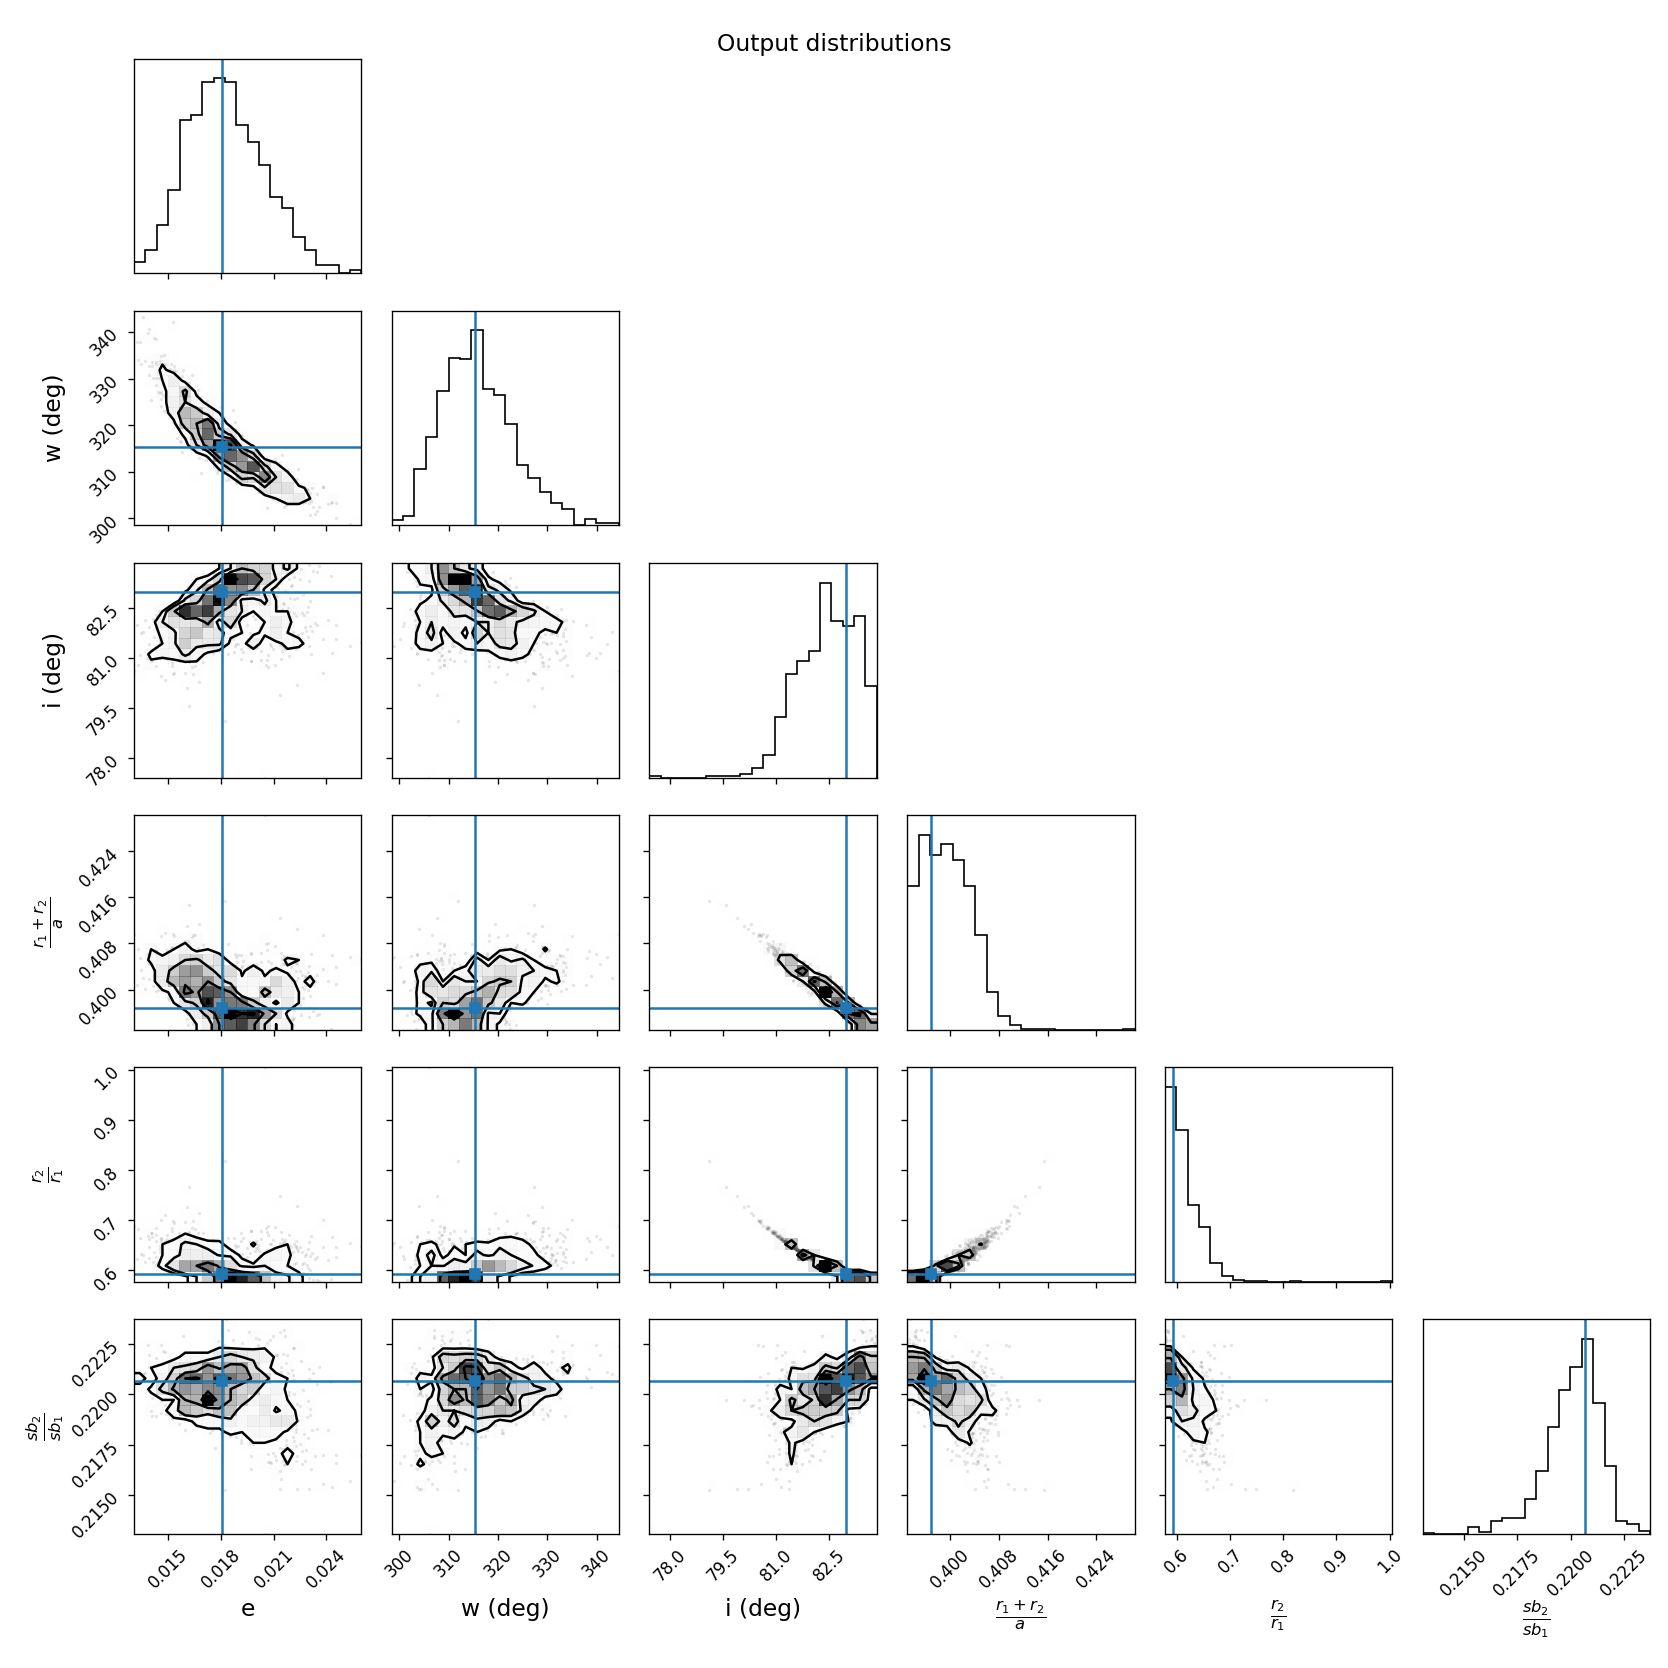 Output distributions
340
330
320
310
300
w (deg)
82.5
81.0
79.5
78.0
i (deg)
0.424
0.416
0.408
0.400
r₁ + r₂
a
1.0
0.9
0.8
0.7
0.6
r₂
r₁
0.2225
0.2200
0.2175
0.2150
sb₂
sb₁
0.015 0.018 0.021 0.024
300 310 320 330 340
78.0 79.5 81.0 82.5
0.400 0.408 0.416 0.424
0.6 0.7 0.8 0.9 1.0
0.2150 0.2175 0.2200 0.2225
e
w (deg)
i (deg)
r₁ + r₂
a
r₂
r₁
sb₂
sb₁